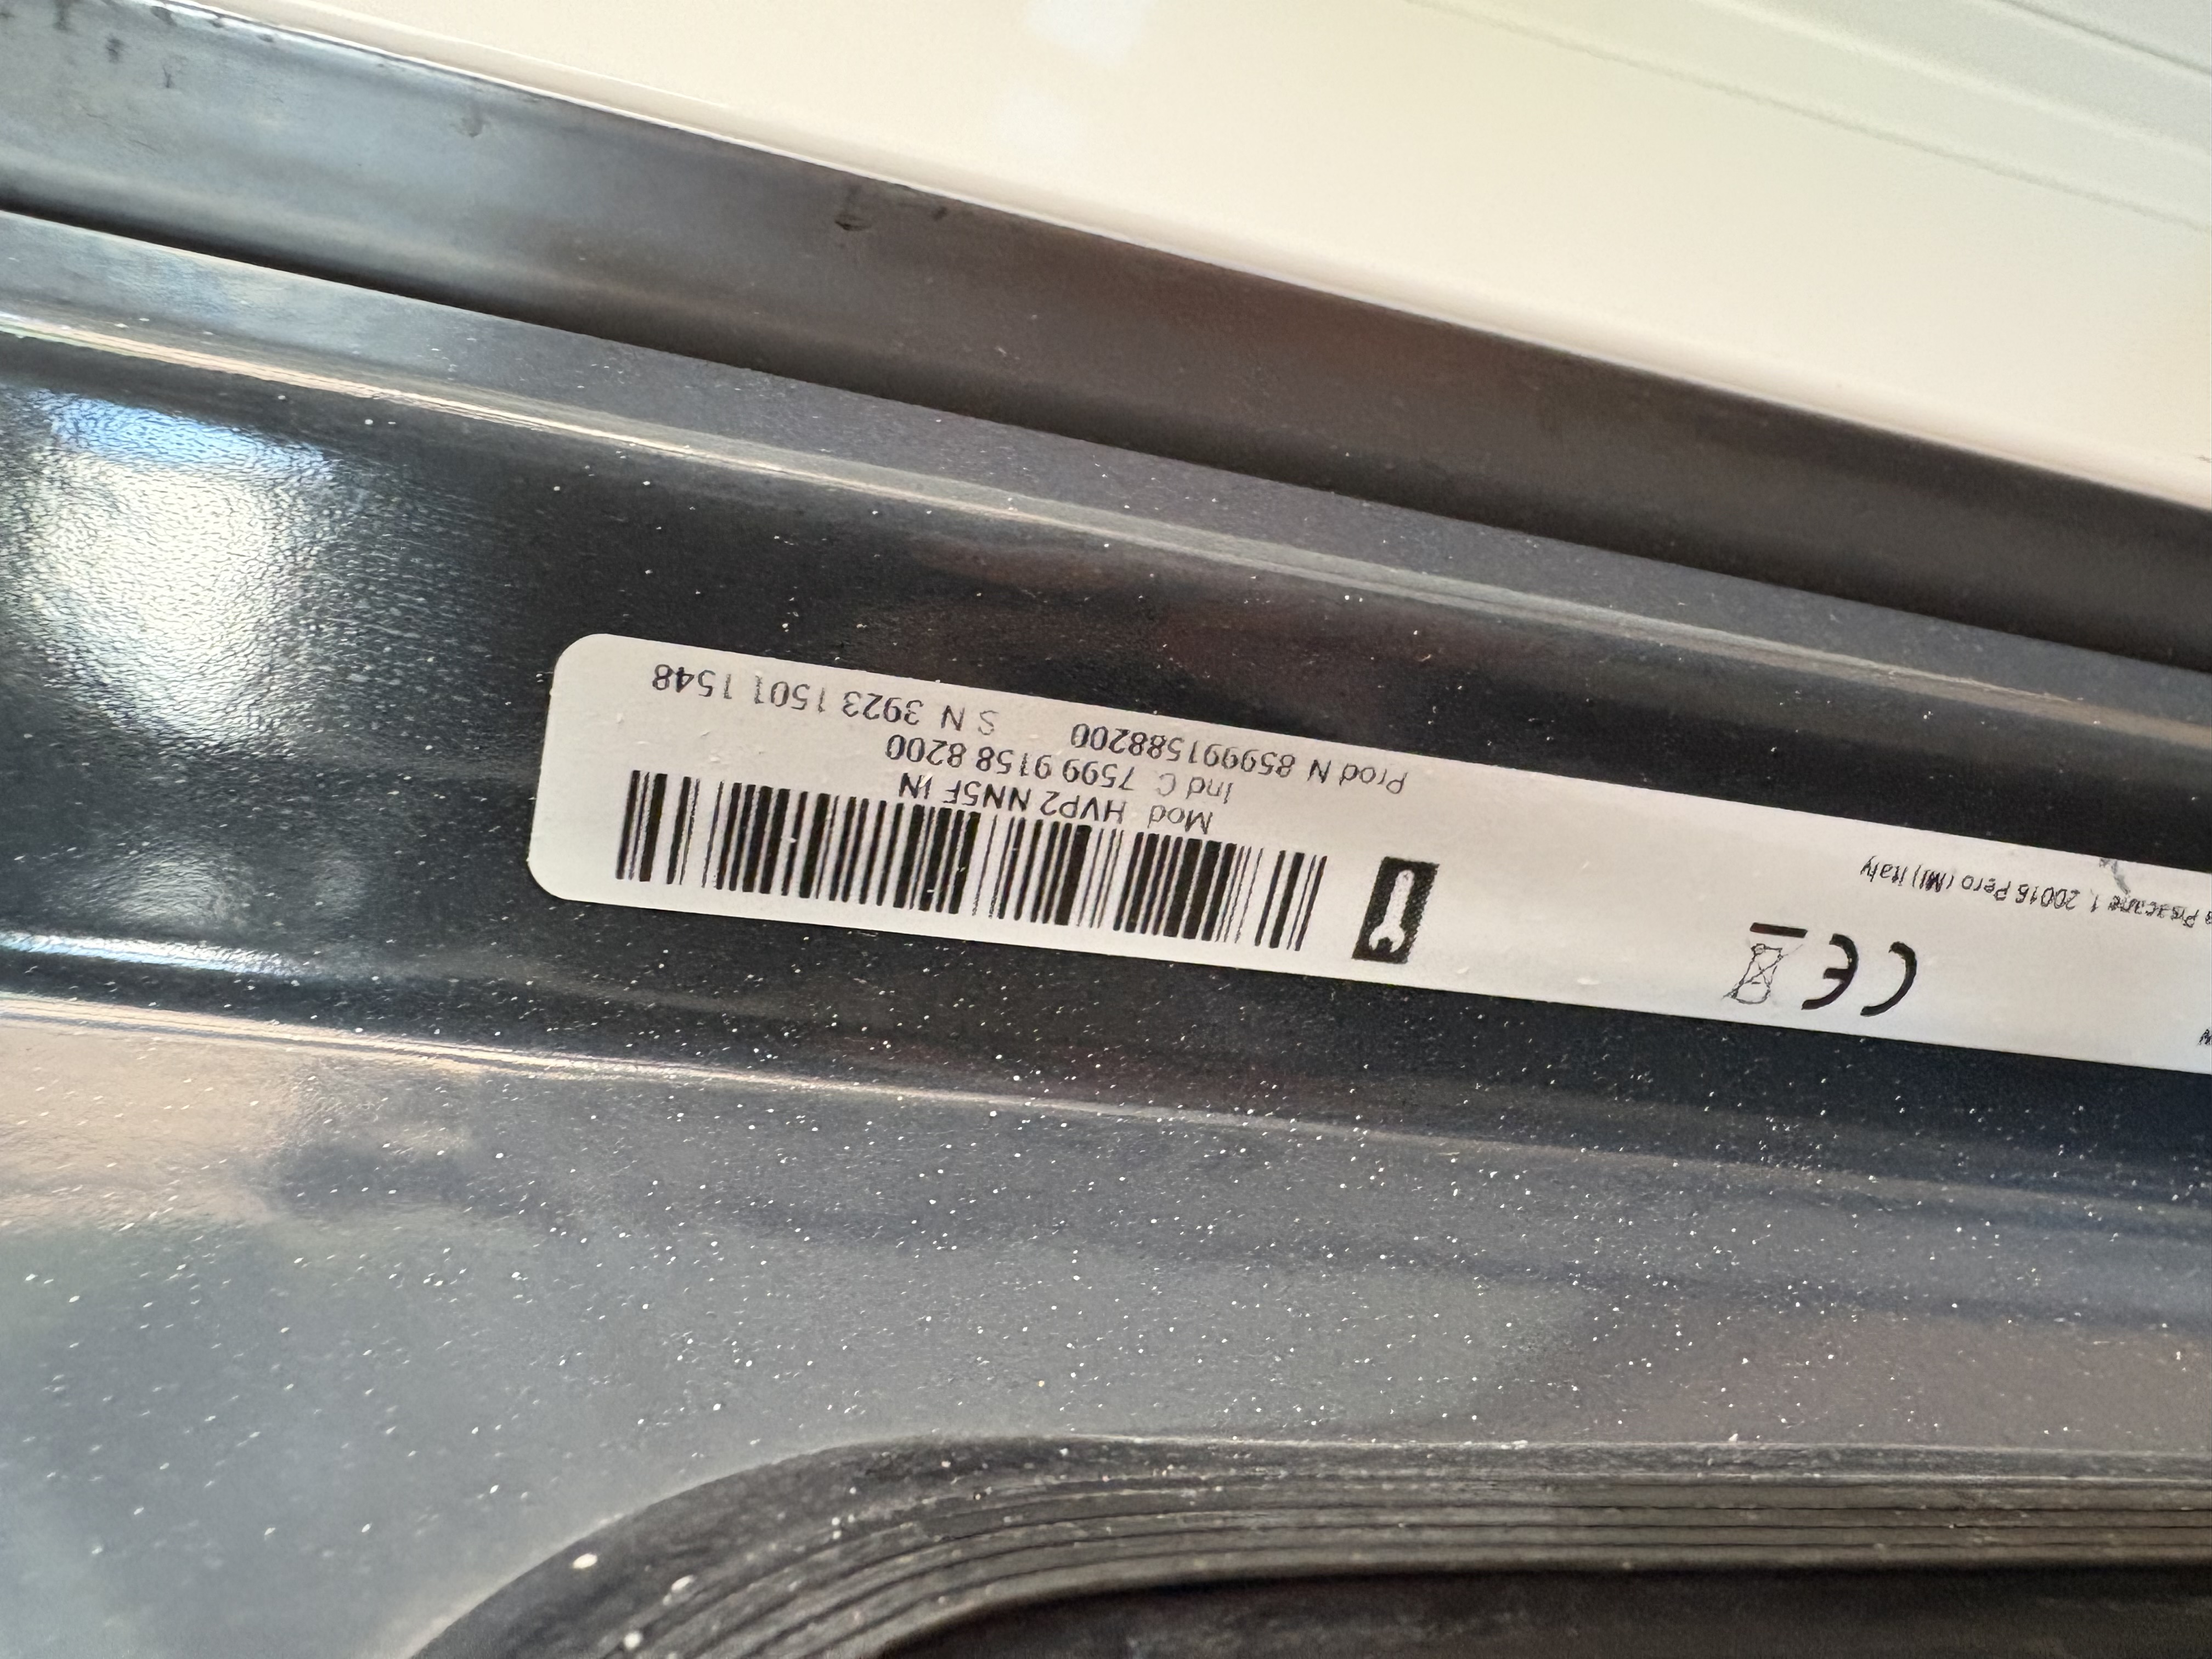 Prod N 859991588200 S N 3923 1501 1548
Ind C 7599 9158 8200
Mod HVP2 NN5F IN
Pisacane 1, 20016 Pero (MI) Italy
CE